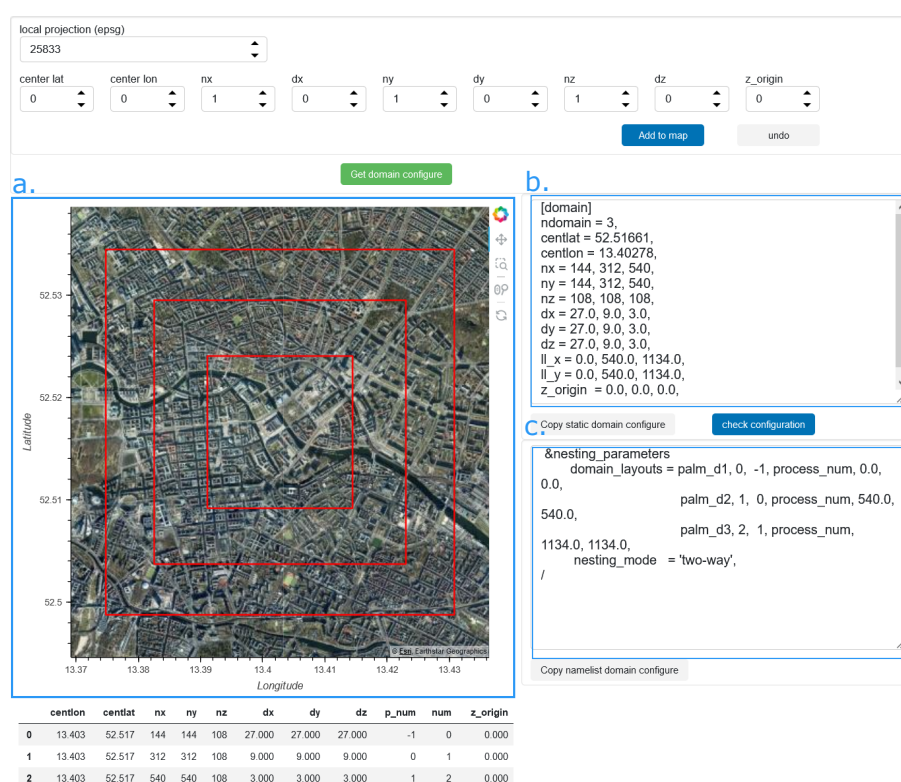 local projection (epsg)
25833
center lat center lon nx dx ny dy nz dz z_origin
0 0 1 0 1 0 1 0 0
Add to map undo
Get domain configure
a.
b.
[domain]
ndomain = 3,
centlat = 52.51661,
centlon = 13.40278,
nx = 144, 312, 540,
ny = 144, 312, 540,
nz = 108, 108, 108,
dx = 27.0, 9.0, 3.0,
dy = 27.0, 9.0, 3.0,
dz = 27.0, 9.0, 3.0,
ll_x = 0.0, 540.0, 1134.0,
ll_y = 0.0, 540.0, 1134.0,
z_origin = 0.0, 0.0, 0.0,
Copy static domain configure check configuration
c.
&nesting_parameters
domain_layouts = palm_d1, 0, -1, process_num, 0.0,
0.0,
palm_d2, 1, 0, process_num, 540.0,
540.0,
palm_d3, 2, 1, process_num,
1134.0, 1134.0,
nesting_mode = 'two-way',
/
Copy namelist domain configure
52.53
52.52
52.51
52.5
Latitude
© Esri, Earthstar Geographics
13.37 13.38 13.39 13.4 13.41 13.42 13.43
Longitude
centlon centlat nx ny nz dx dy dz p_num num z_origin
0 13.403 52.517 144 144 108 27.000 27.000 27.000 -1 0 0.000
1 13.403 52.517 312 312 108 9.000 9.000 9.000 0 1 0.000
2 13.403 52.517 540 540 108 3.000 3.000 3.000 1 2 0.000